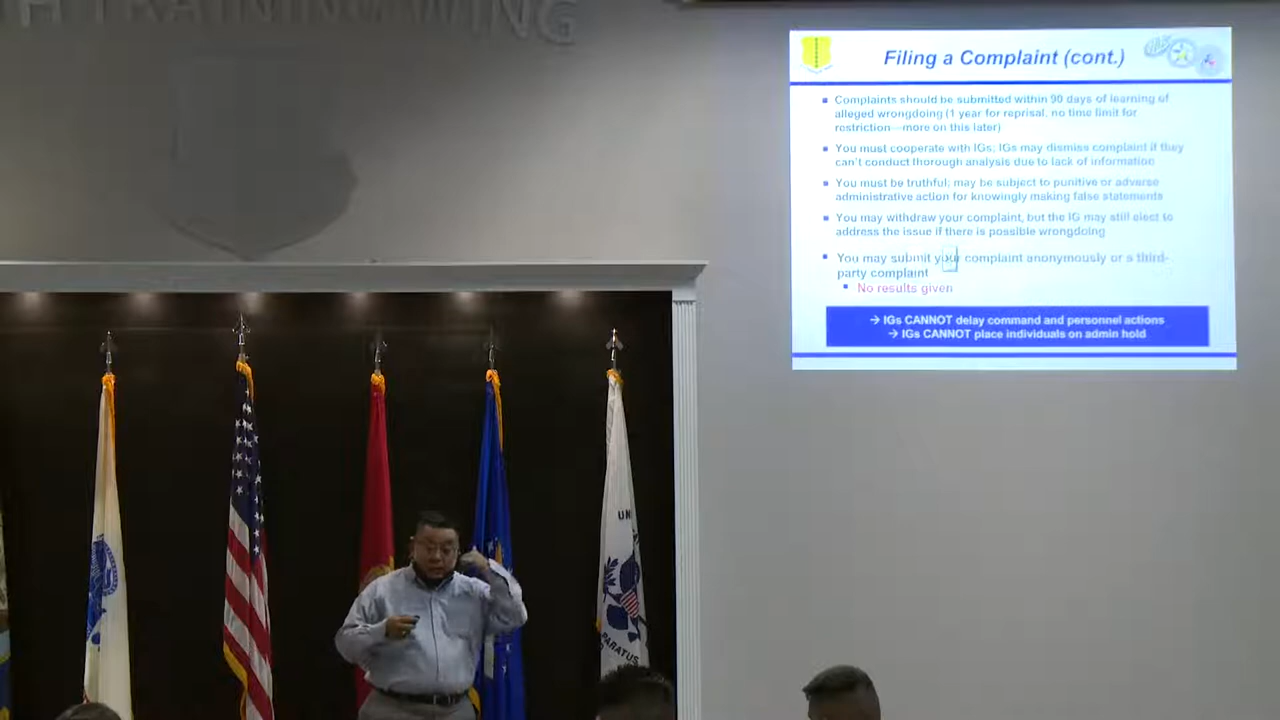 H TRAINING WING
Filing a Complaint (cont.)
Complaints should be submitted within 90 days of learning of
alleged wrongdoing (1 year for reprisal, no time limit for
restriction—more on this later)
You must cooperate with IGs; IGs may dismiss complaint if they
can't conduct thorough analysis due to lack of information
You must be truthful; may be subject to punitive or adverse
administrative action for knowingly making false statements
You may withdraw your complaint, but the IG may still elect to
address the issue if there is possible wrongdoing
You may submit your complaint anonymously or a third-
party complaint
No results given
→ IGs CANNOT delay command and personnel actions
→ IGs CANNOT place individuals on admin hold
UN
PARATUS